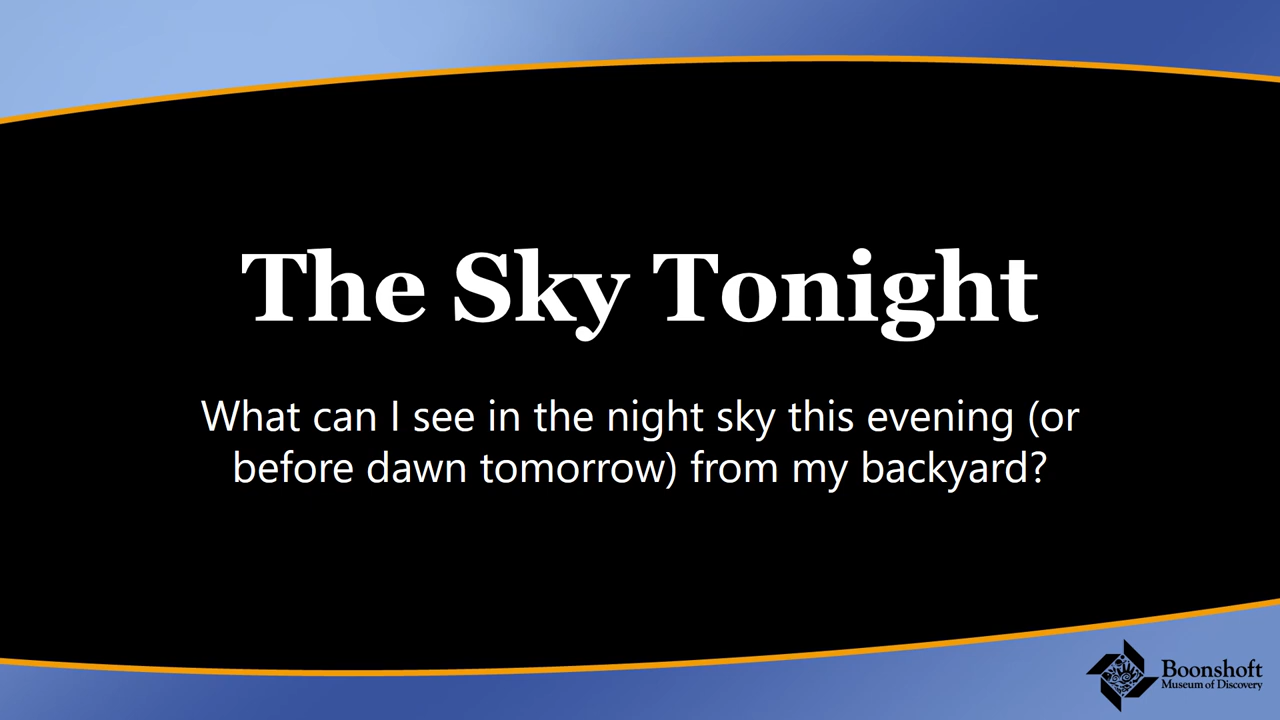 The Sky Tonight
What can I see in the night sky this evening (or
before dawn tomorrow) from my backyard?
Boonshoft
Museum of Discovery